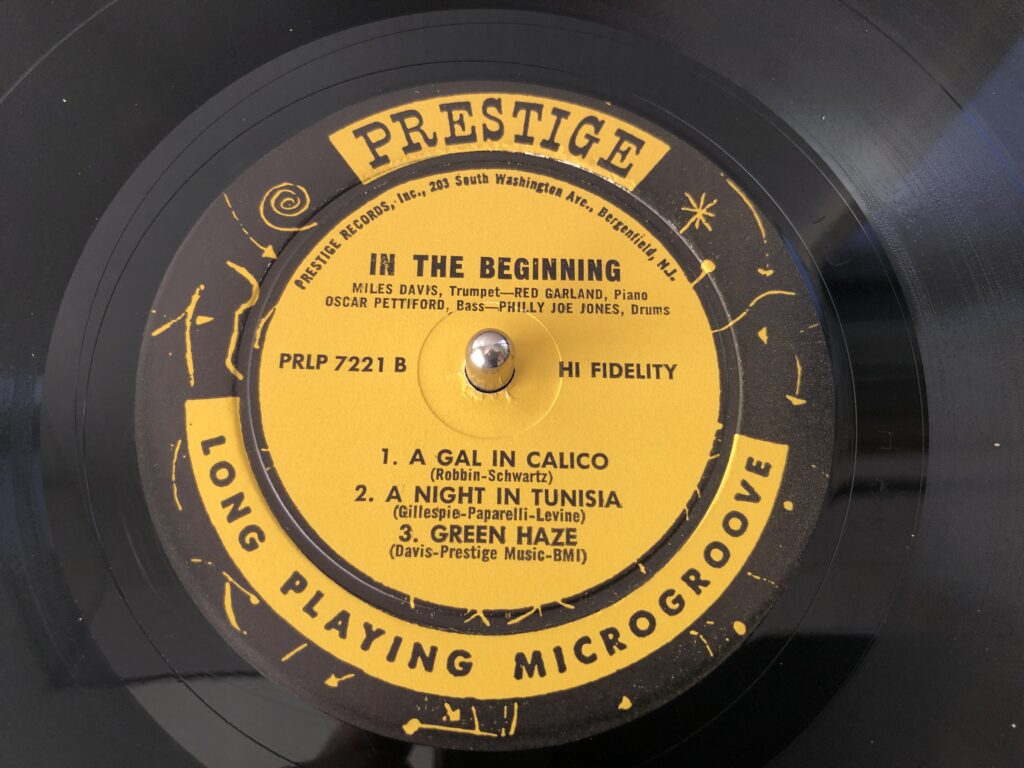 PRESTIGE
PRESTIGE RECORDS, Inc., 203 South Washington Ave., Bergenfield, N.J.
IN THE BEGINNING
MILES DAVIS, Trumpet—RED GARLAND, Piano
OSCAR PETTIFORD, Bass—PHILLY JOE JONES, Drums
PRLP 7221 B
HI FIDELITY
1. A GAL IN CALICO
(Robbin-Schwartz)
2. A NIGHT IN TUNISIA
(Gillespie-Paparelli-Levine)
3. GREEN HAZE
(Davis-Prestige Music-BMI)
LONG PLAYING MICROGROOVE